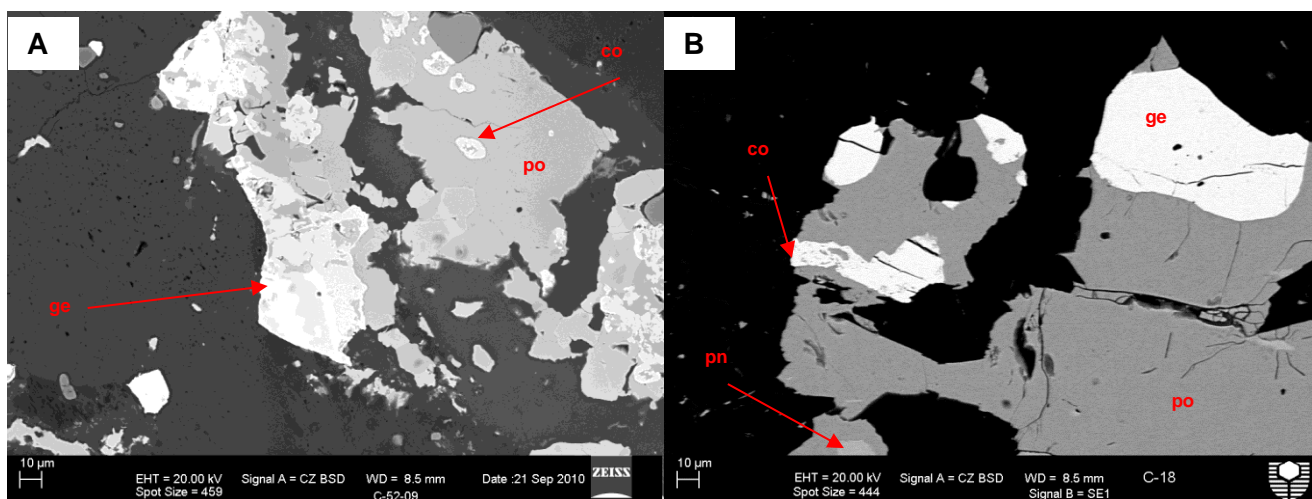 A
co
po
ge
10 µm
EHT = 20.00 kV
Spot Size = 459
Signal A = CZ BSD
WD = 8.5 mm
C-52-09
Date :21 Sep 2010
ZEISS
B
ge
co
pn
po
10 µm
EHT = 20.00 kV
Spot Size = 444
Signal A = CZ BSD
WD = 8.5 mm
Signal B = SE1
C-18